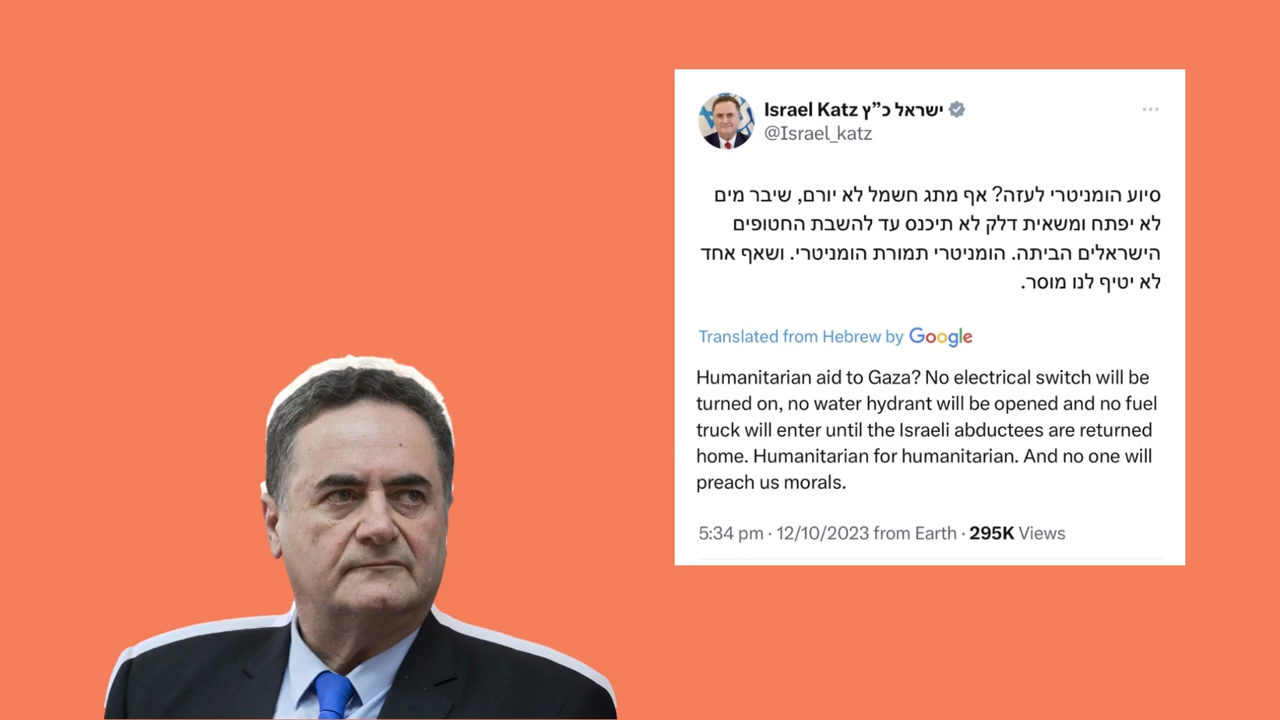 Israel Katz ישראל כ”ץ
@Israel_katz
סיוע הומניטרי לעזה? אף מתג חשמל לא יורם, שיבר מים
לא יפתח ומשאית דלק לא תיכנס עד להשבת החטופים
הישראלים הביתה. הומניטרי תמורת הומניטרי. ושאף אחד
לא יטיף לנו מוסר.
Translated from Hebrew by Google
Humanitarian aid to Gaza? No electrical switch will be
turned on, no water hydrant will be opened and no fuel
truck will enter until the Israeli abductees are returned
home. Humanitarian for humanitarian. And no one will
preach us morals.
5:34 pm · 12/10/2023 from Earth · 295K Views